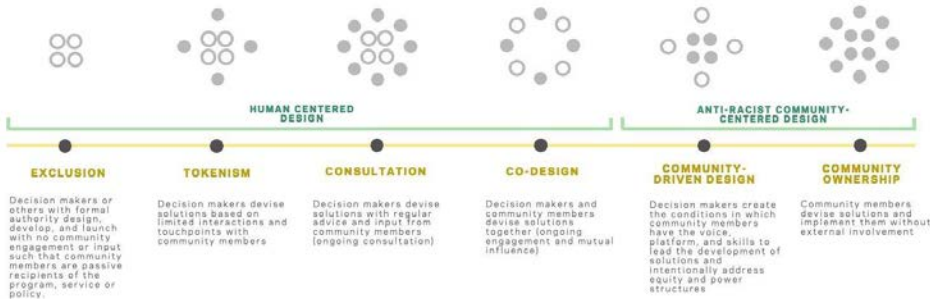 HUMAN CENTERED
DESIGN
ANTI-RACIST COMMUNITY-
CENTERED DESIGN
EXCLUSION
Decision makers or
others with formal
authority design,
develop, and launch
with no community
engagement or input
such that community
members are passive
recipients of the
program, service or
policy.
TOKENISM
Decision makers devise
solutions based on
limited interactions and
touchpoints with
community members
CONSULTATION
Decision makers devise
solutions with regular
advice and input from
community members
(ongoing consultation)
CO-DESIGN
Decision makers and
community members
devise solutions
together (ongoing
engagement and mutual
influence)
COMMUNITY-
DRIVEN DESIGN
Decision makers create
the conditions in which
community members
have the voice,
platform, and skills to
lead the development of
solutions and
intentionally address
equity and power
structures
COMMUNITY
OWNERSHIP
Community members
devise solutions and
implement them without
external involvement